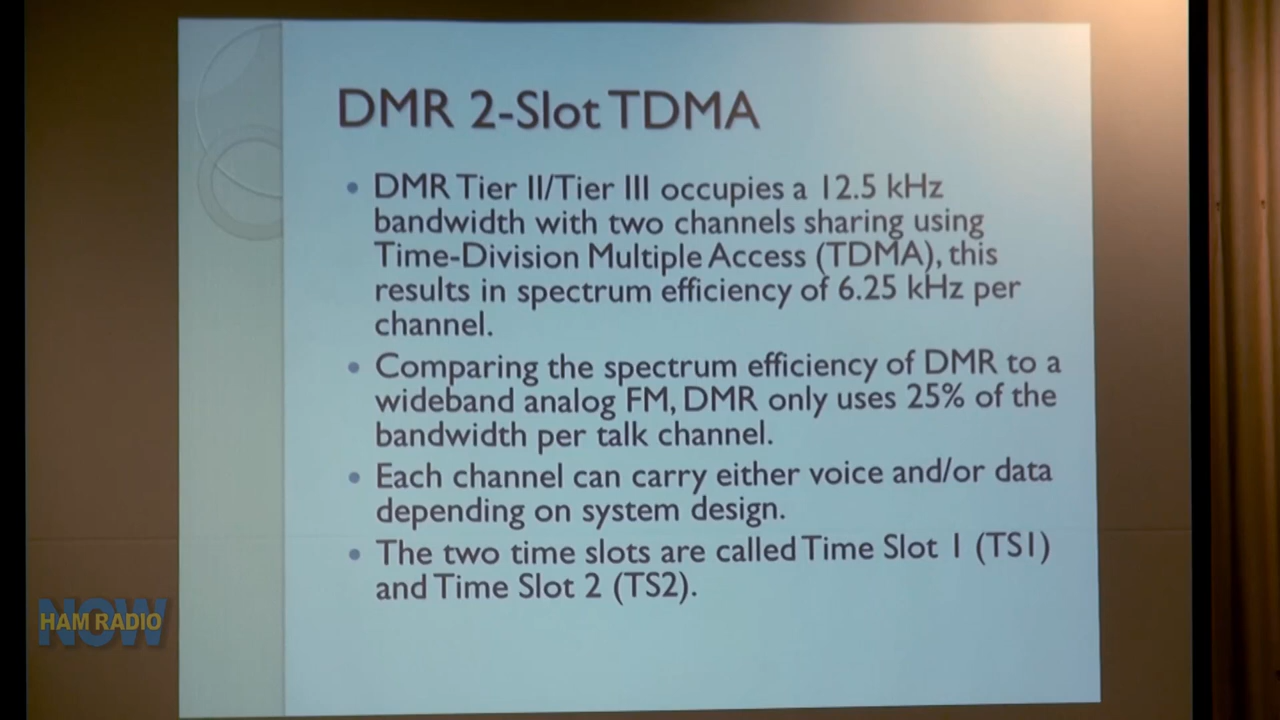 DMR 2-Slot TDMA
• DMR Tier II/Tier III occupies a 12.5 kHz
bandwidth with two channels sharing using
Time-Division Multiple Access (TDMA), this
results in spectrum efficiency of 6.25 kHz per
channel.
• Comparing the spectrum efficiency of DMR to a
wideband analog FM, DMR only uses 25% of the
bandwidth per talk channel.
• Each channel can carry either voice and/or data
depending on system design.
• The two time slots are called Time Slot 1 (TS1)
and Time Slot 2 (TS2).
HAM RADIO
NOW